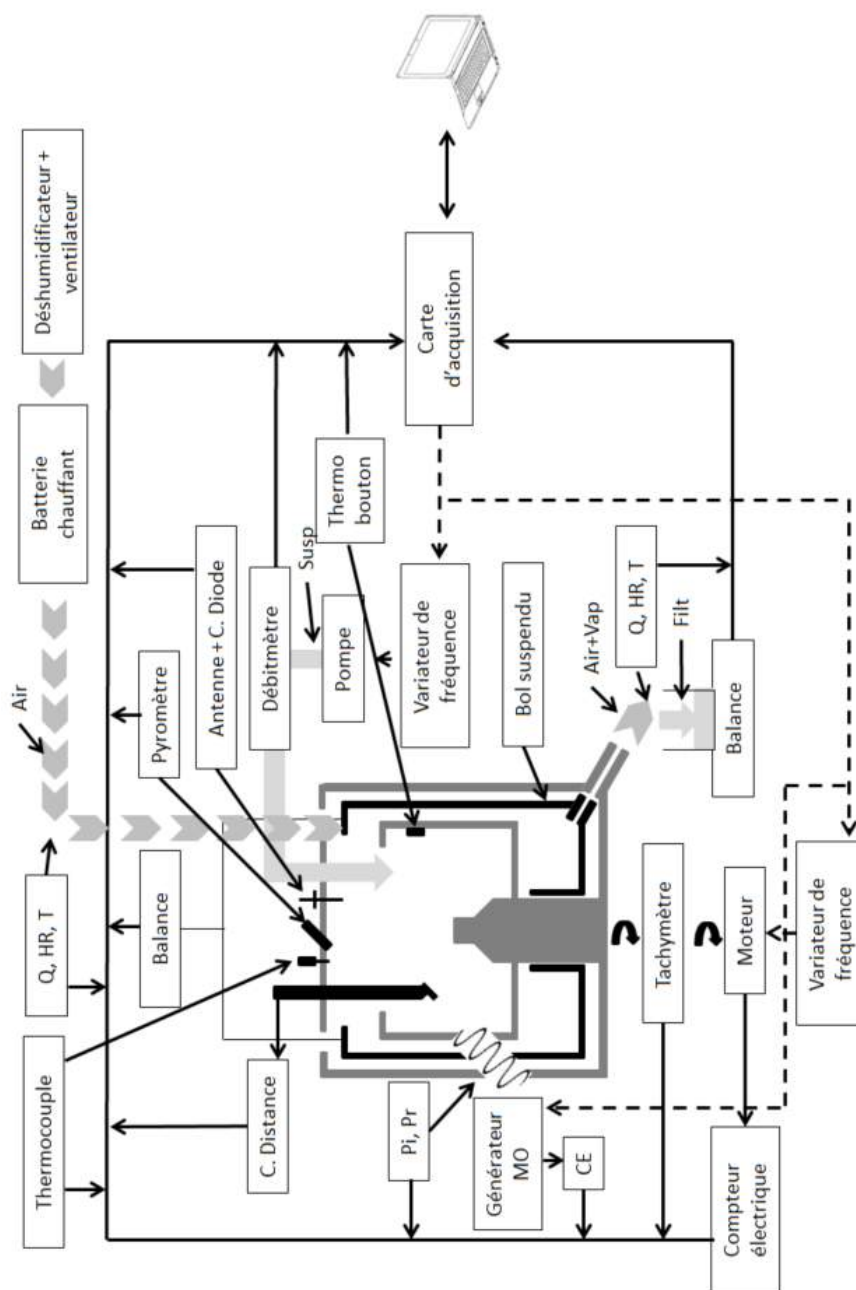 Thermocouple
Q, HR, T
Air
Batterie
chauffant
Déshumidificateur +
ventilateur
C. Distance
Balance
Pyromètre
Antenne + C. Diode
Débitmètre
Susp
Pompe
Thermo
bouton
Variateur de
fréquence
Carte
d'acquisition
Pi, Pr
Générateur
MO
CE
Bol suspendu
Air+Vap
Q, HR, T
Filt
Balance
Tachymètre
Moteur
Compteur
électrique
Variateur de
fréquence